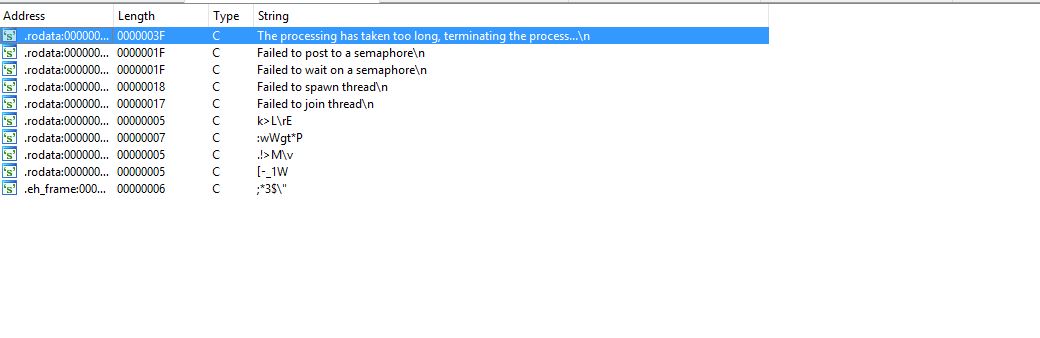 Address Length Type String
's' .rodata:000000... 0000003F C The processing has taken too long, terminating the process...\n
's' .rodata:000000... 0000001F C Failed to post to a semaphore\n
's' .rodata:000000... 0000001F C Failed to wait on a semaphore\n
's' .rodata:000000... 00000018 C Failed to spawn thread\n
's' .rodata:000000... 00000017 C Failed to join thread\n
's' .rodata:000000... 00000005 C k>L\rE
's' .rodata:000000... 00000007 C :wWgt*P
's' .rodata:000000... 00000005 C .!>M\v
's' .rodata:000000... 00000005 C [-_1W
's' .eh_frame:000... 00000006 C ;*3$\"